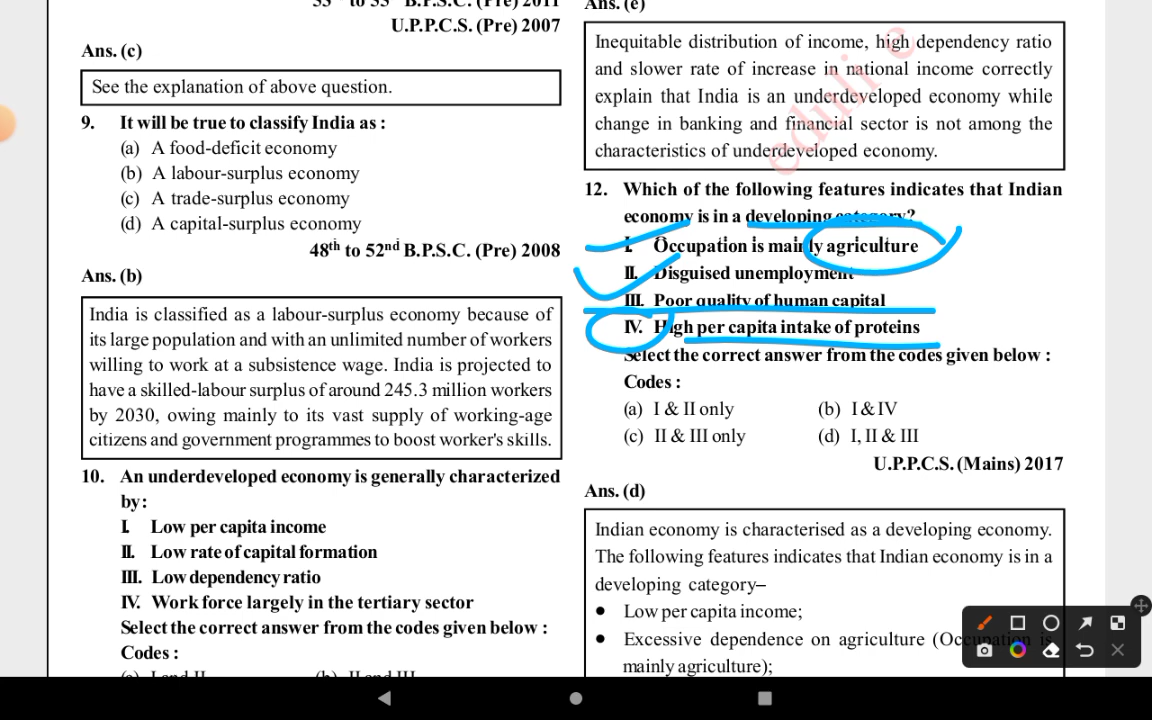 U.P.P.C.S. (Pre) 2007
Ans. (c)
See the explanation of above question.
9. It will be true to classify India as :
(a) A food-deficit economy
(b) A labour-surplus economy
(c) A trade-surplus economy
(d) A capital-surplus economy
48th to 52nd B.P.S.C. (Pre) 2008
Ans. (b)
India is classified as a labour-surplus economy because of
its large population and with an unlimited number of workers
willing to work at a subsistence wage. India is projected to
have a skilled-labour surplus of around 245.3 million workers
by 2030, owing mainly to its vast supply of working-age
citizens and government programmes to boost worker's skills.
10. An underdeveloped economy is generally characterized
by:
I. Low per capita income
II. Low rate of capital formation
III. Low dependency ratio
IV. Work force largely in the tertiary sector
Select the correct answer from the codes given below :
Codes :
Ans. (e)
Inequitable distribution of income, high dependency ratio
and slower rate of increase in national income correctly
explain that India is an underdeveloped economy while
change in banking and financial sector is not among the
characteristics of underdeveloped economy.
12. Which of the following features indicates that Indian
economy is in a developing category?
I. Occupation is mainly agriculture
II. Disguised unemployment
III. Poor quality of human capital
IV. High per capita intake of proteins
Select the correct answer from the codes given below :
Codes :
(a) I & II only (b) I & IV
(c) II & III only (d) I, II & III
U.P.P.C.S. (Mains) 2017
Ans. (d)
Indian economy is characterised as a developing economy.
The following features indicates that Indian economy is in a
developing category–
● Low per capita income;
● Excessive dependence on agriculture (Occupation is
mainly agriculture);